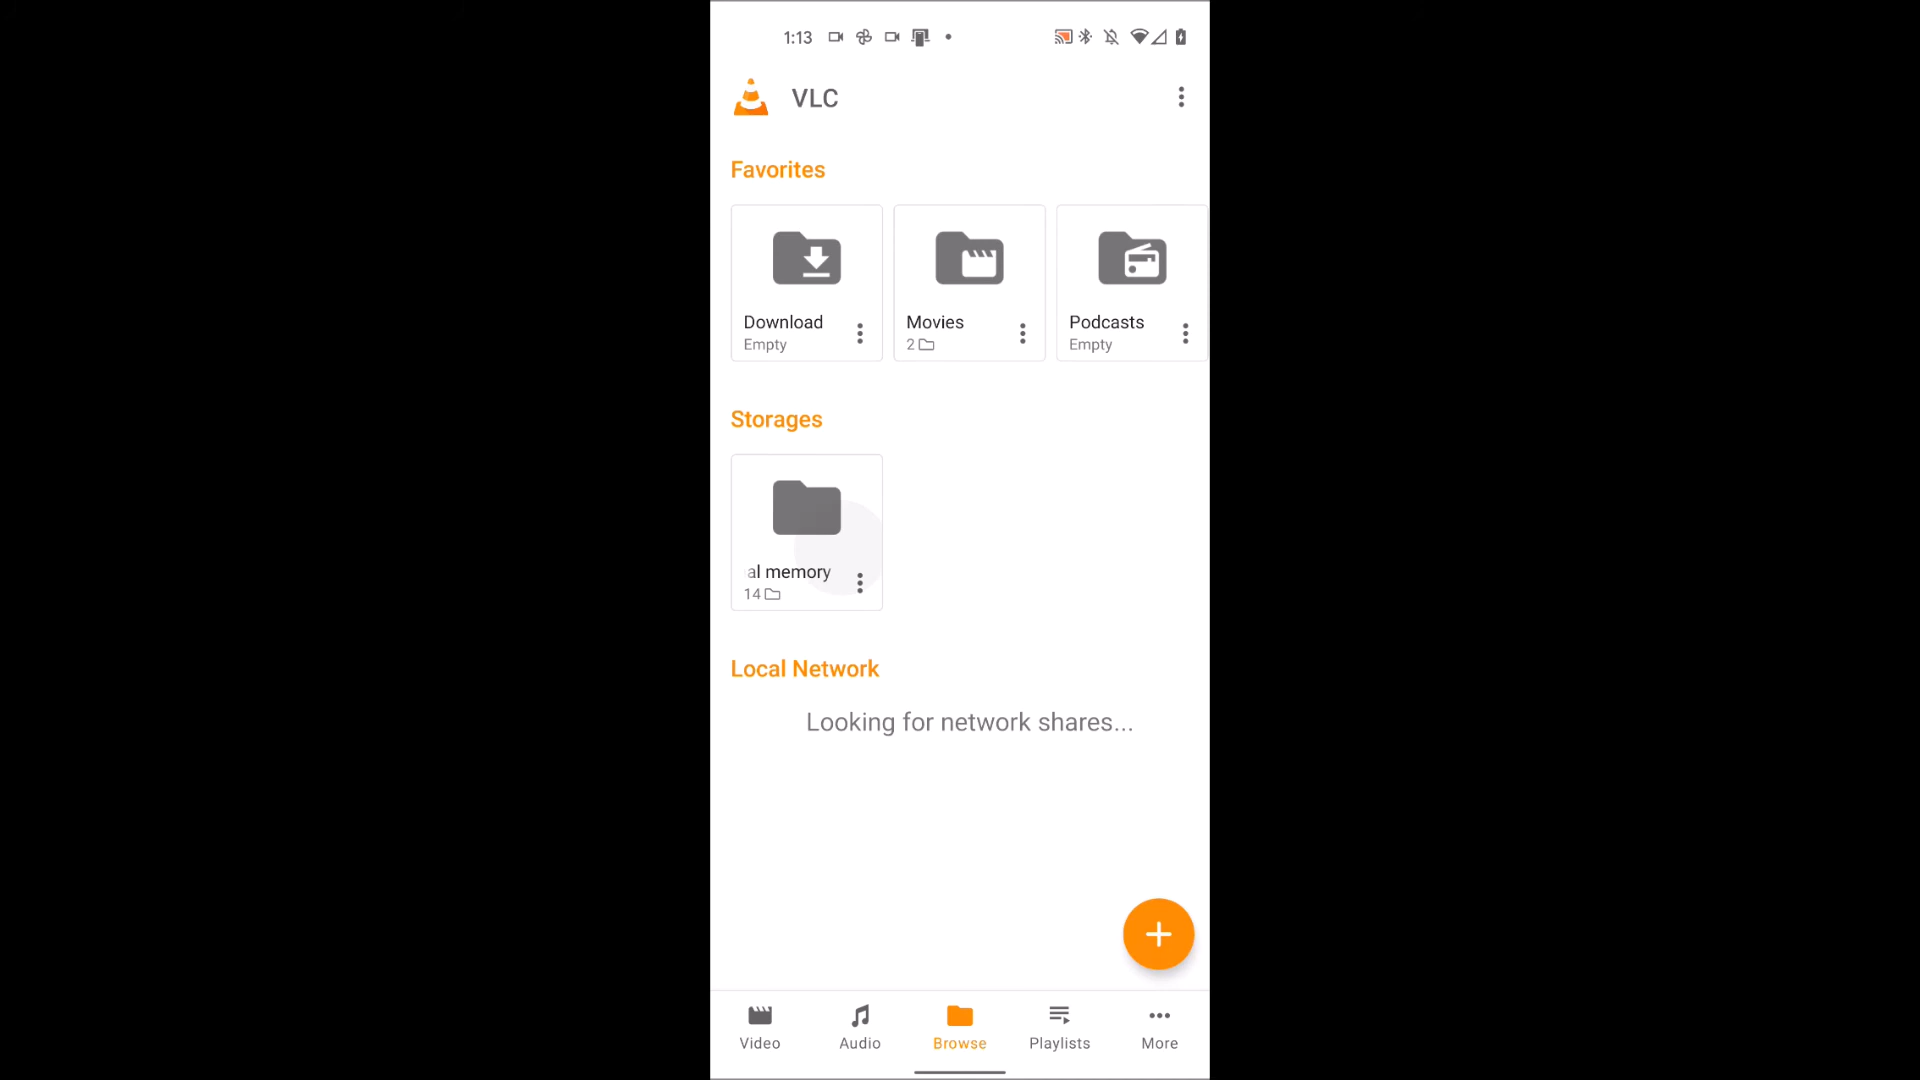 1:13
VLC
Favorites
Download
Empty
Movies
2
Podcasts
Empty
Storages
al memory
14
Local Network
Looking for network shares...
Video
Audio
Browse
Playlists
More